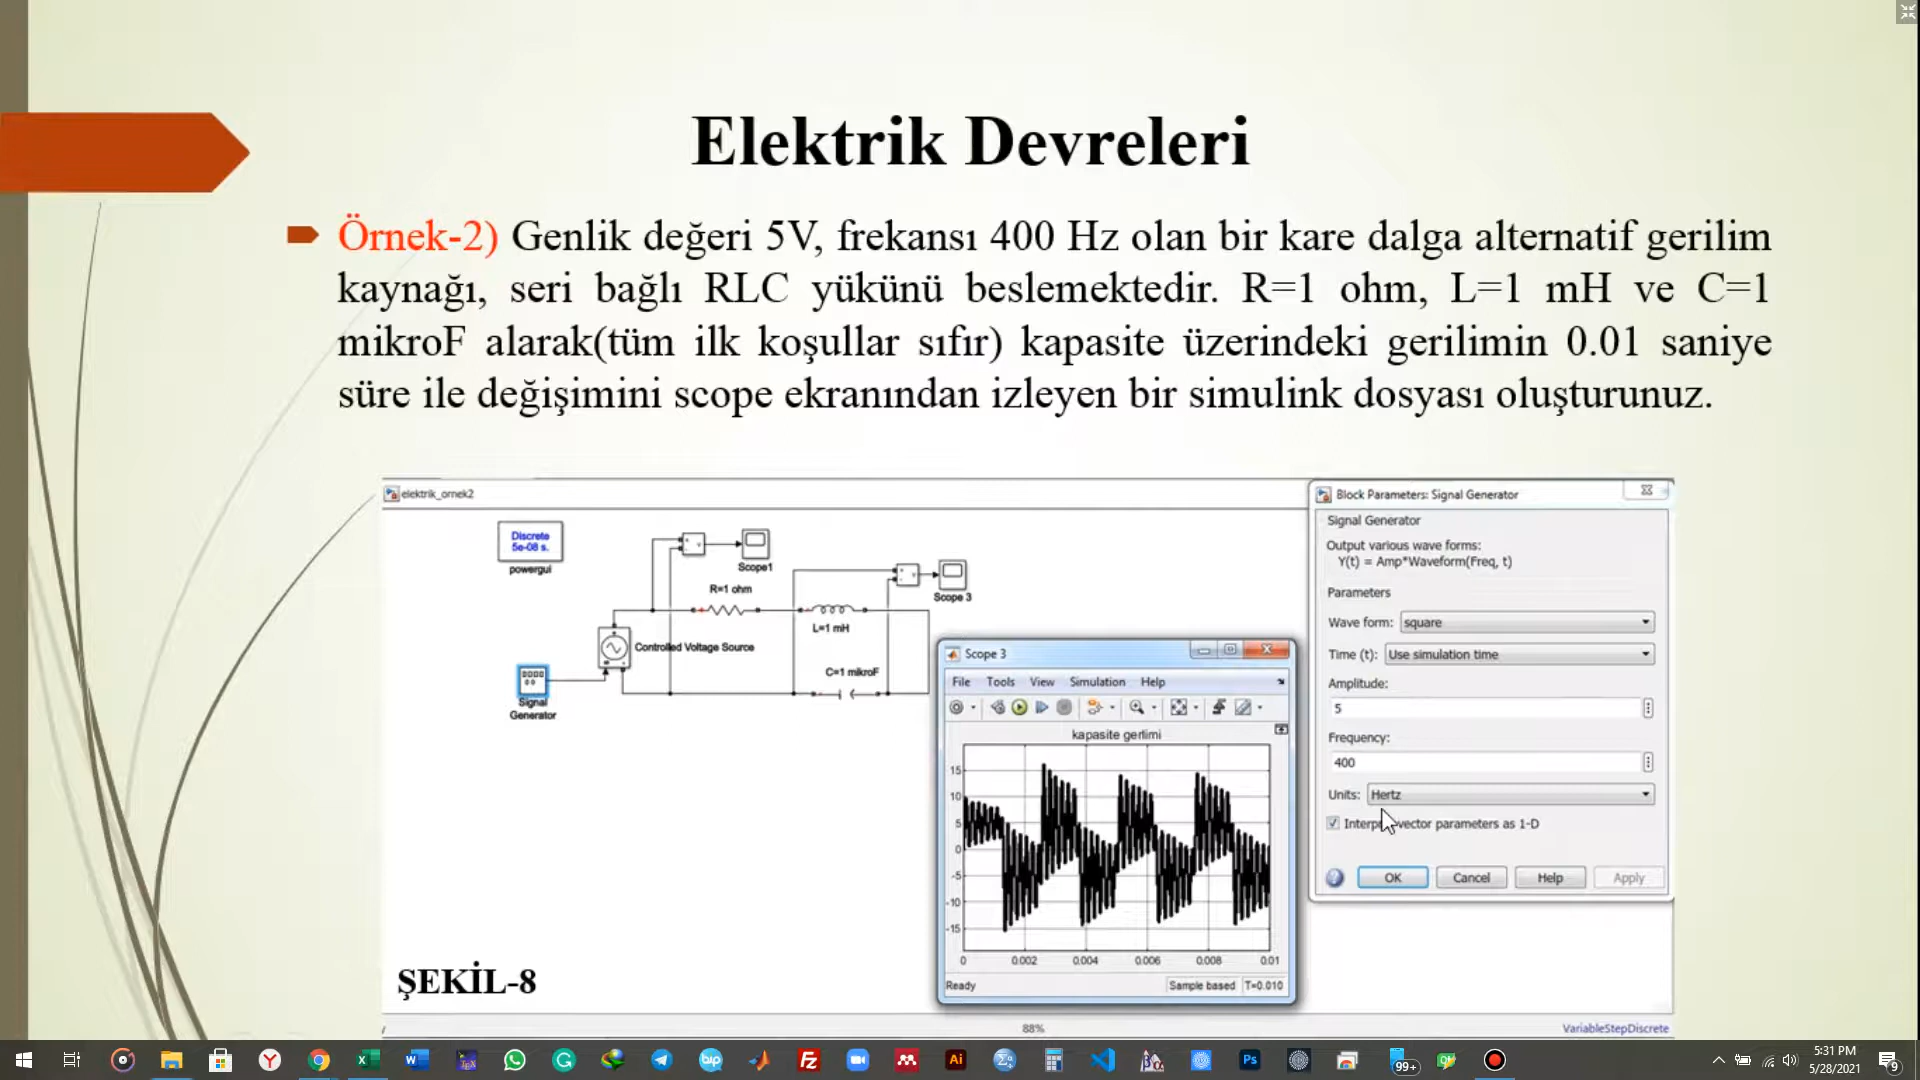 Elektrik Devreleri
Örnek-2) Genlik değeri 5V, frekansı 400 Hz olan bir kare dalga alternatif gerilim
kaynağı, seri bağlı RLC yükünü beslemektedir. R=1 ohm, L=1 mH ve C=1
mikroF alarak(tüm ilk koşullar sıfır) kapasite üzerindeki gerilimin 0.01 saniye
süre ile değişimini scope ekranından izleyen bir simulink dosyası oluşturunuz.
elektrik_ornek2
Discrete
5e-08 s.
powergui
Scope1
Scope 3
R=1 ohm
L=1 mH
Controlled Voltage Source
C=1 mikroF
Signal
Generator
Scope 3
File Tools View Simulation Help
kapasite gerlimi
15
10
5
0
-5
-10
-15
0 0.002 0.004 0.006 0.008 0.01
Ready Sample based T=0.010
Block Parameters: Signal Generator
Signal Generator
Output various wave forms:
Y(t) = Amp*Waveform(Freq, t)
Parameters
Wave form: square
Time (t): Use simulation time
Amplitude:
5
Frequency:
400
Units: Hertz
vector parameters as 1-D
OK Cancel Help Apply
ŞEKİL-8
88% VariableStepDiscrete
5:31 PM
5/28/2021
99+
9